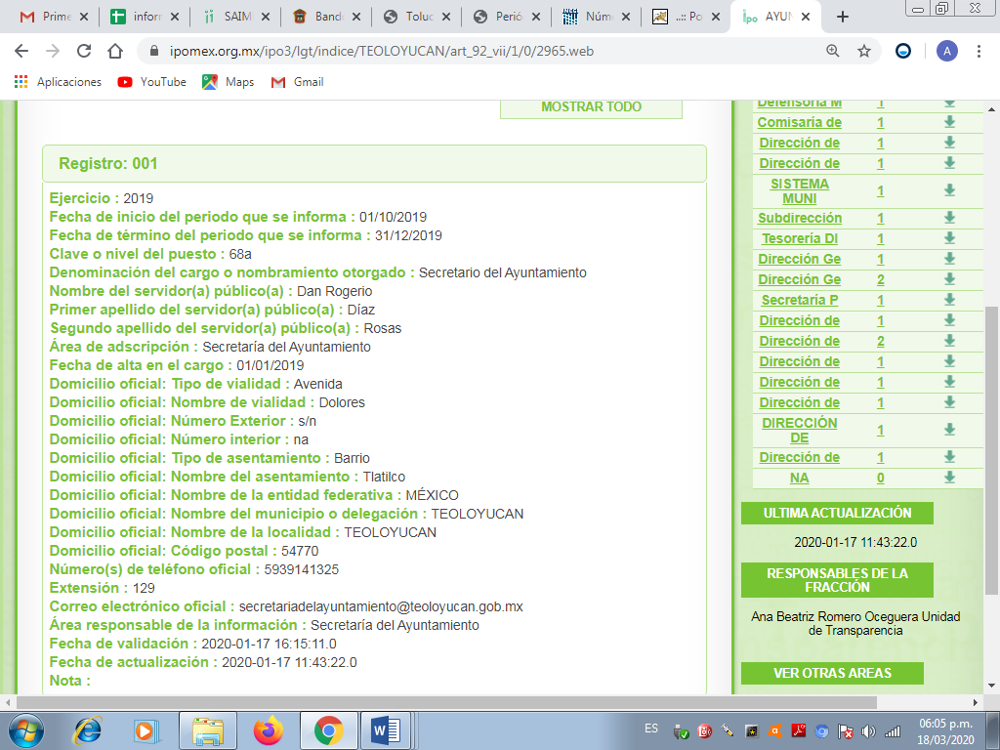 Prime
inforr
SAIM
Band
Toluc
Perió
Núm
..: Po
AYUN
ipomex.org.mx/ipo3/lgt/indice/TEOLOYUCAN/art_92_vii/1/0/2965.web
A
Aplicaciones
YouTube
Maps
Gmail
MOSTRAR TODO
Registro: 001
Ejercicio : 2019
Fecha de inicio del periodo que se informa : 01/10/2019
Fecha de término del periodo que se informa : 31/12/2019
Clave o nivel del puesto : 68a
Denominación del cargo o nombramiento otorgado : Secretario del Ayuntamiento
Nombre del servidor(a) público(a) : Dan Rogerio
Primer apellido del servidor(a) público(a) : Díaz
Segundo apellido del servidor(a) público(a) : Rosas
Área de adscripción : Secretaría del Ayuntamiento
Fecha de alta en el cargo : 01/01/2019
Domicilio oficial: Tipo de vialidad : Avenida
Domicilio oficial: Nombre de vialidad : Dolores
Domicilio oficial: Número Exterior : s/n
Domicilio oficial: Número interior : na
Domicilio oficial: Tipo de asentamiento : Barrio
Domicilio oficial: Nombre del asentamiento : Tlatilco
Domicilio oficial: Nombre de la entidad federativa : MÉXICO
Domicilio oficial: Nombre del municipio o delegación : TEOLOYUCAN
Domicilio oficial: Nombre de la localidad : TEOLOYUCAN
Domicilio oficial: Código postal : 54770
Número(s) de teléfono oficial : 5939141325
Extensión : 129
Correo electrónico oficial : secretariadelayuntamiento@teoloyucan.gob.mx
Área responsable de la información : Secretaría del Ayuntamiento
Fecha de validación : 2020-01-17 16:15:11.0
Fecha de actualización : 2020-01-17 11:43:22.0
Nota :
Defensoría M 1
Comisaría de 1
Dirección de 1
Dirección de 1
SISTEMA
MUNI 1
Subdirección 1
Tesorería DI 1
Dirección Ge 1
Dirección Ge 2
Secretaría P 1
Dirección de 1
Dirección de 2
Dirección de 1
Dirección de 1
Dirección de 1
DIRECCIÓN
DE 1
Dirección de 1
NA 0
ULTIMA ACTUALIZACIÓN
2020-01-17 11:43:22.0
RESPONSABLES DE LA
FRACCIÓN
Ana Beatriz Romero Oceguera Unidad
de Transparencia
VER OTRAS AREAS
ES
06:05 p.m.
18/03/2020